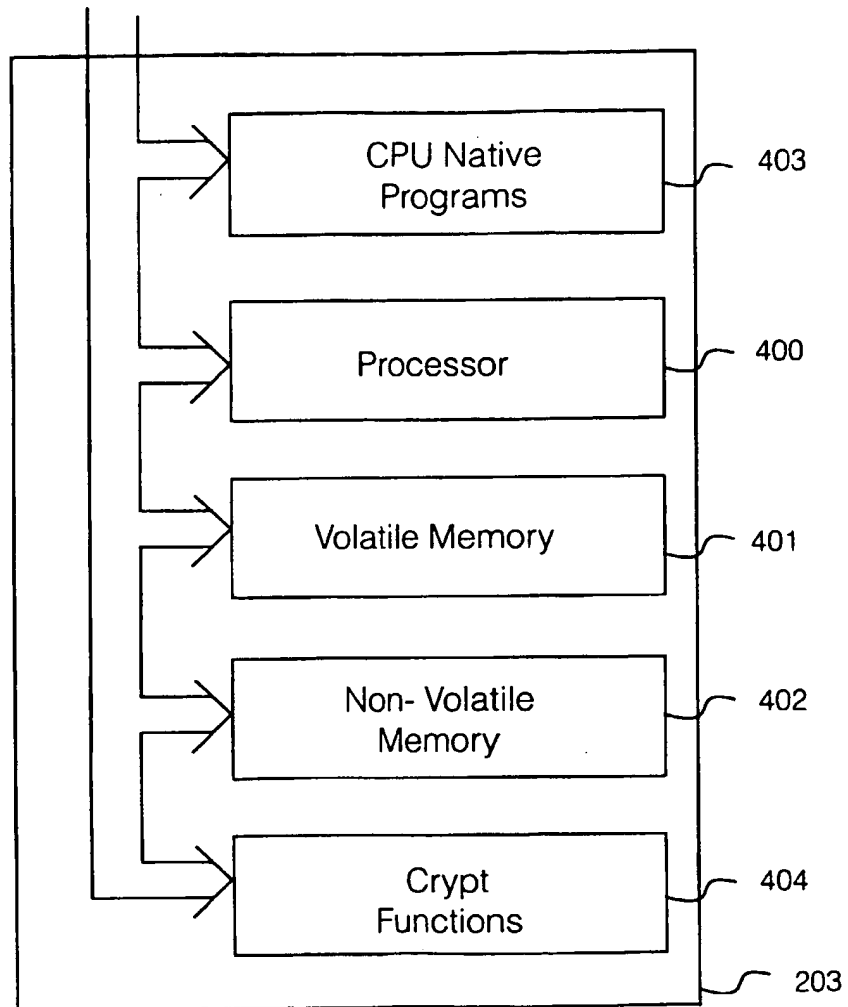 CPU Native
Programs
403
Processor
400
Volatile Memory
401
Non- Volatile
Memory
402
Crypt
Functions
404
203